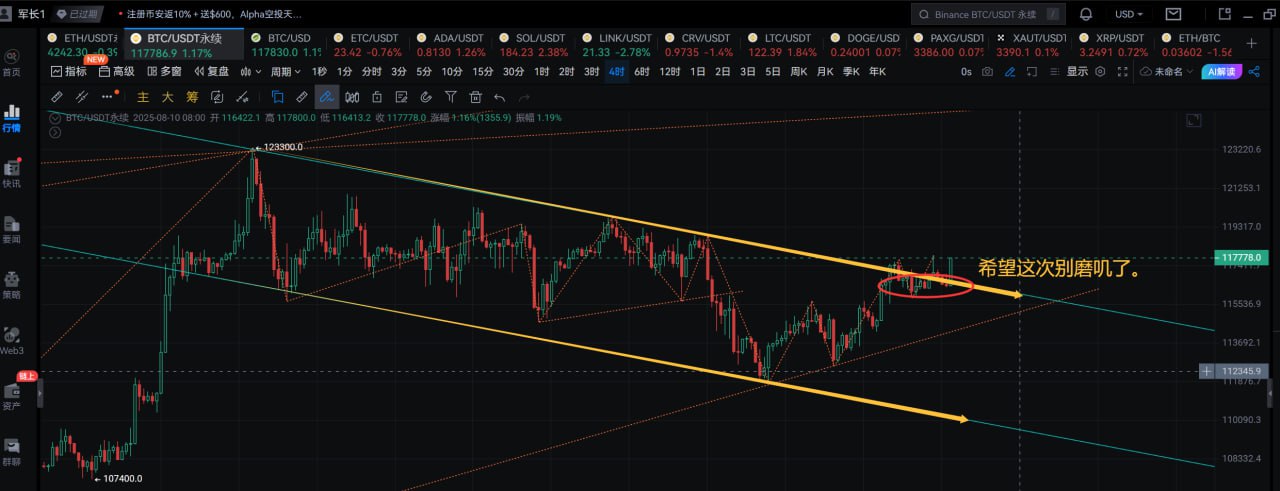 军长1 已过期 注册币安返10%+送$600，Alpha空投天... Binance BTC/USDT 永续 / USD
ETH/USDT BTC/USDT永续 BTC/USD ETC/USDT ADA/USDT SOL/USDT LINK/USDT CRV/USDT LTC/USDT DOGE/USD PAXG/USDT XAUT/USDT XRP/USDT ETH/BTC
4242.30 -0.39 117786.9 1.17% 117830.0 1.1 23.42 -0.76% 0.8130 1.26% 184.23 2.38% 21.33 -2.78% 0.9735 -1.4% 122.39 1.84% 0.24001 0.07 3386.00 0.07 3390.1 0.1% 3.2491 0.72% 0.03602 -1.56
NEW
指标 高级 多窗 复盘 周期 1秒 分时 3分 5分 10分 15分 30分 1时 2时 3时 4时 6时 12时 1日 2日 3日 5日 周K 月K 季K 年K 0s 显示 未命名 AI解读
主 大 筹
BTC/USDT永续 2025-08-10 08:00 开 116422.1 高 117800.0 低 116413.2 收 117778.0 涨幅 1.16%(1355.9) 振幅 1.19%
首页
行情
快讯
要闻
策略
Web3
链上
资产
群聊
123300.0
107400.0
希望这次别磨叽了。
123220.6
121253.1
119317.0
117778.0
115536.9
113692.1
112345.9
111876.7
110090.3
108332.4